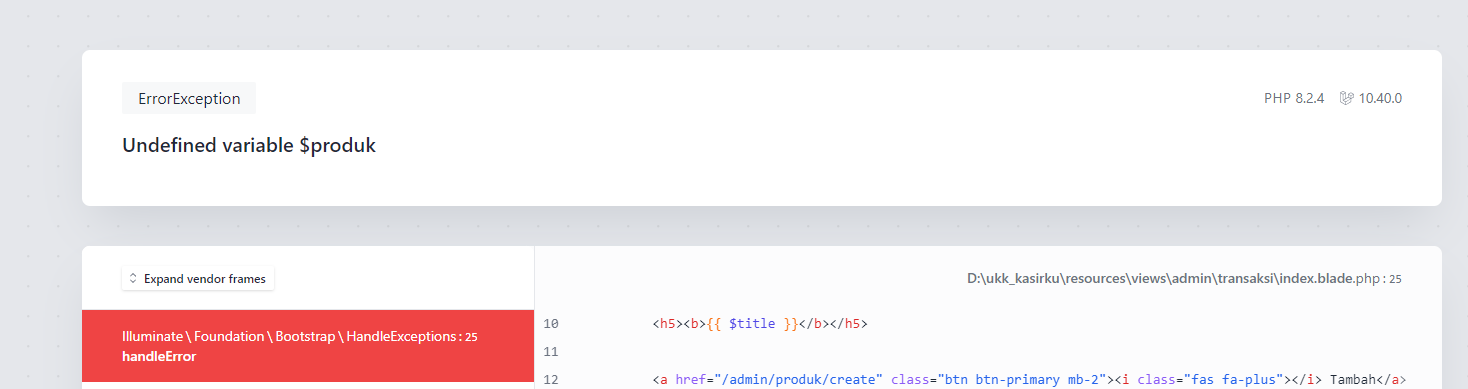 ErrorException
PHP 8.2.4 10.40.0
Undefined variable $produk
Expand vendor frames
D:\ukk_kasirku\resources\views\admin\transaksi\index.blade.php : 25
Illuminate \ Foundation \ Bootstrap \ HandleExceptions : 25
handleError
10 <h5><b>{{ $title }}</b></h5>
11
12 <a href="/admin/produk/create" class="btn btn-primary mb-2"><i class="fas fa-plus"></i> Tambah</a>